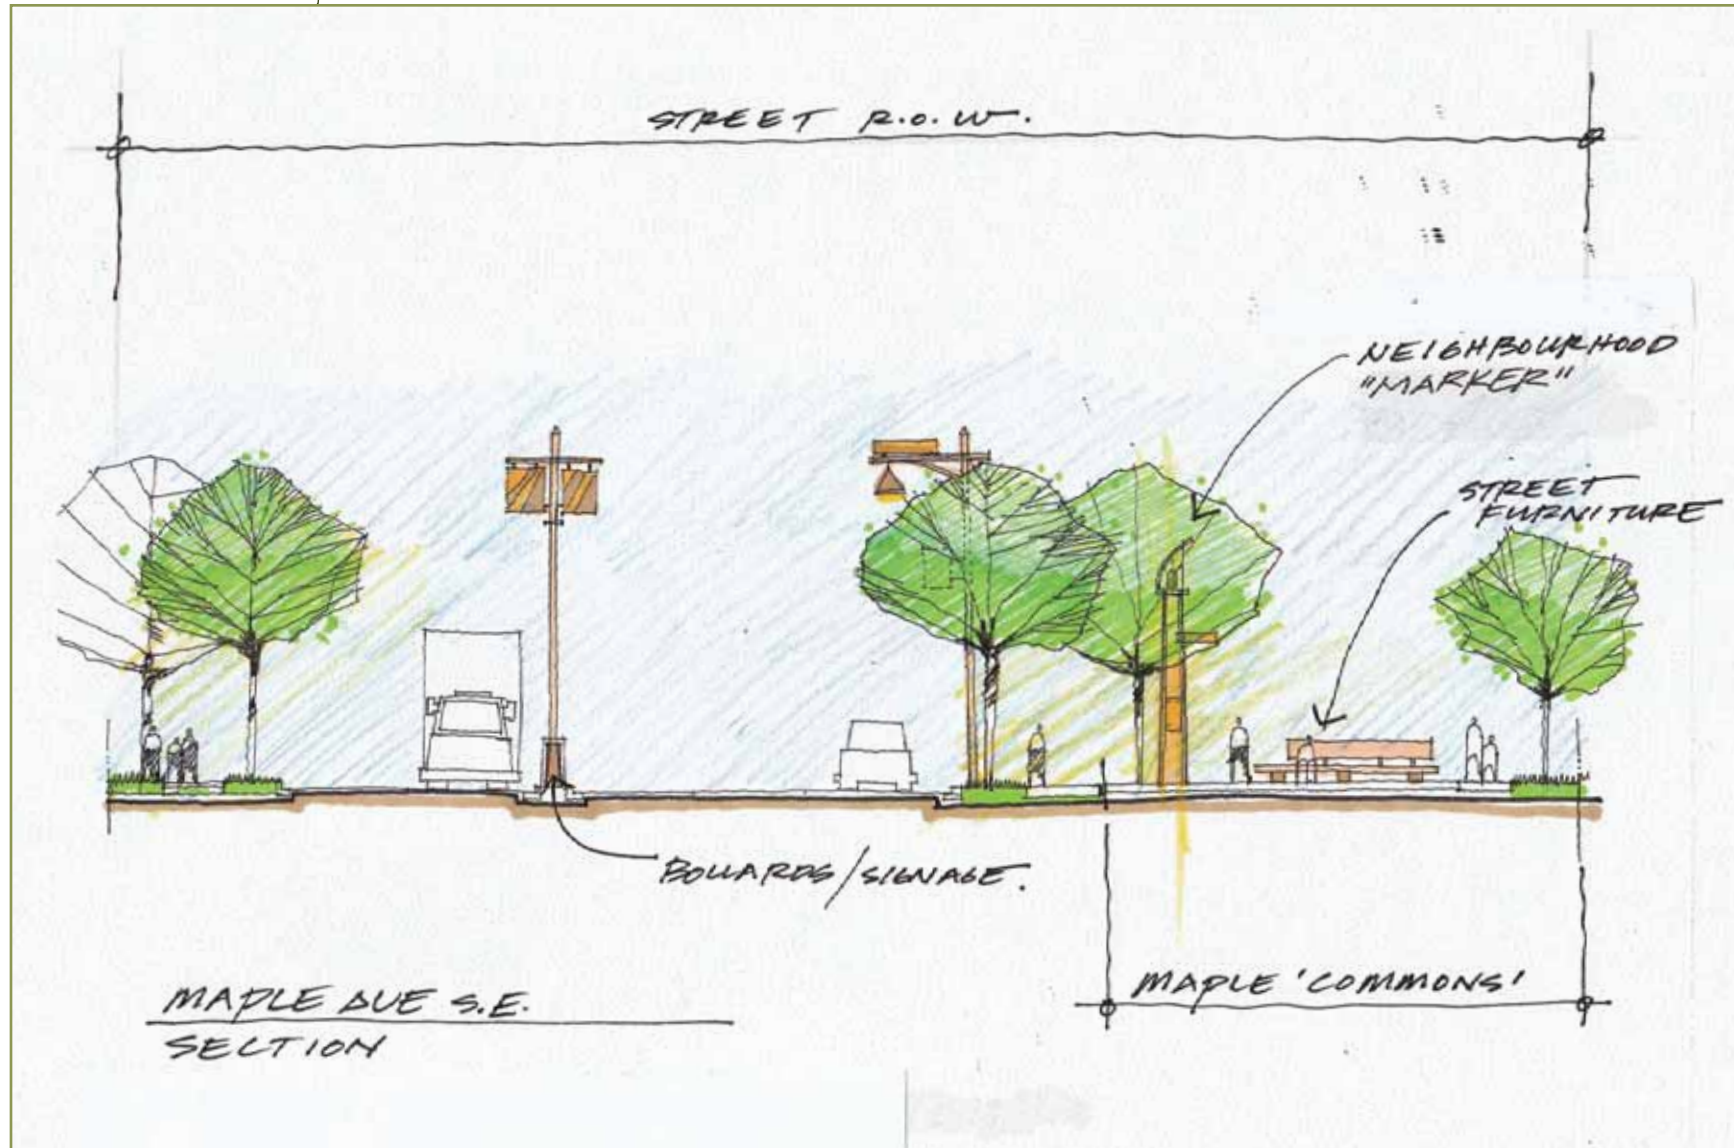 STREET R.O.W.
NEIGHBOURHOOD
"MARKER"
STREET
FURNITURE
BOLLARDS/SIGNAGE.
MAPLE 'COMMONS'
MAPLE AVE S.E.
SECTION